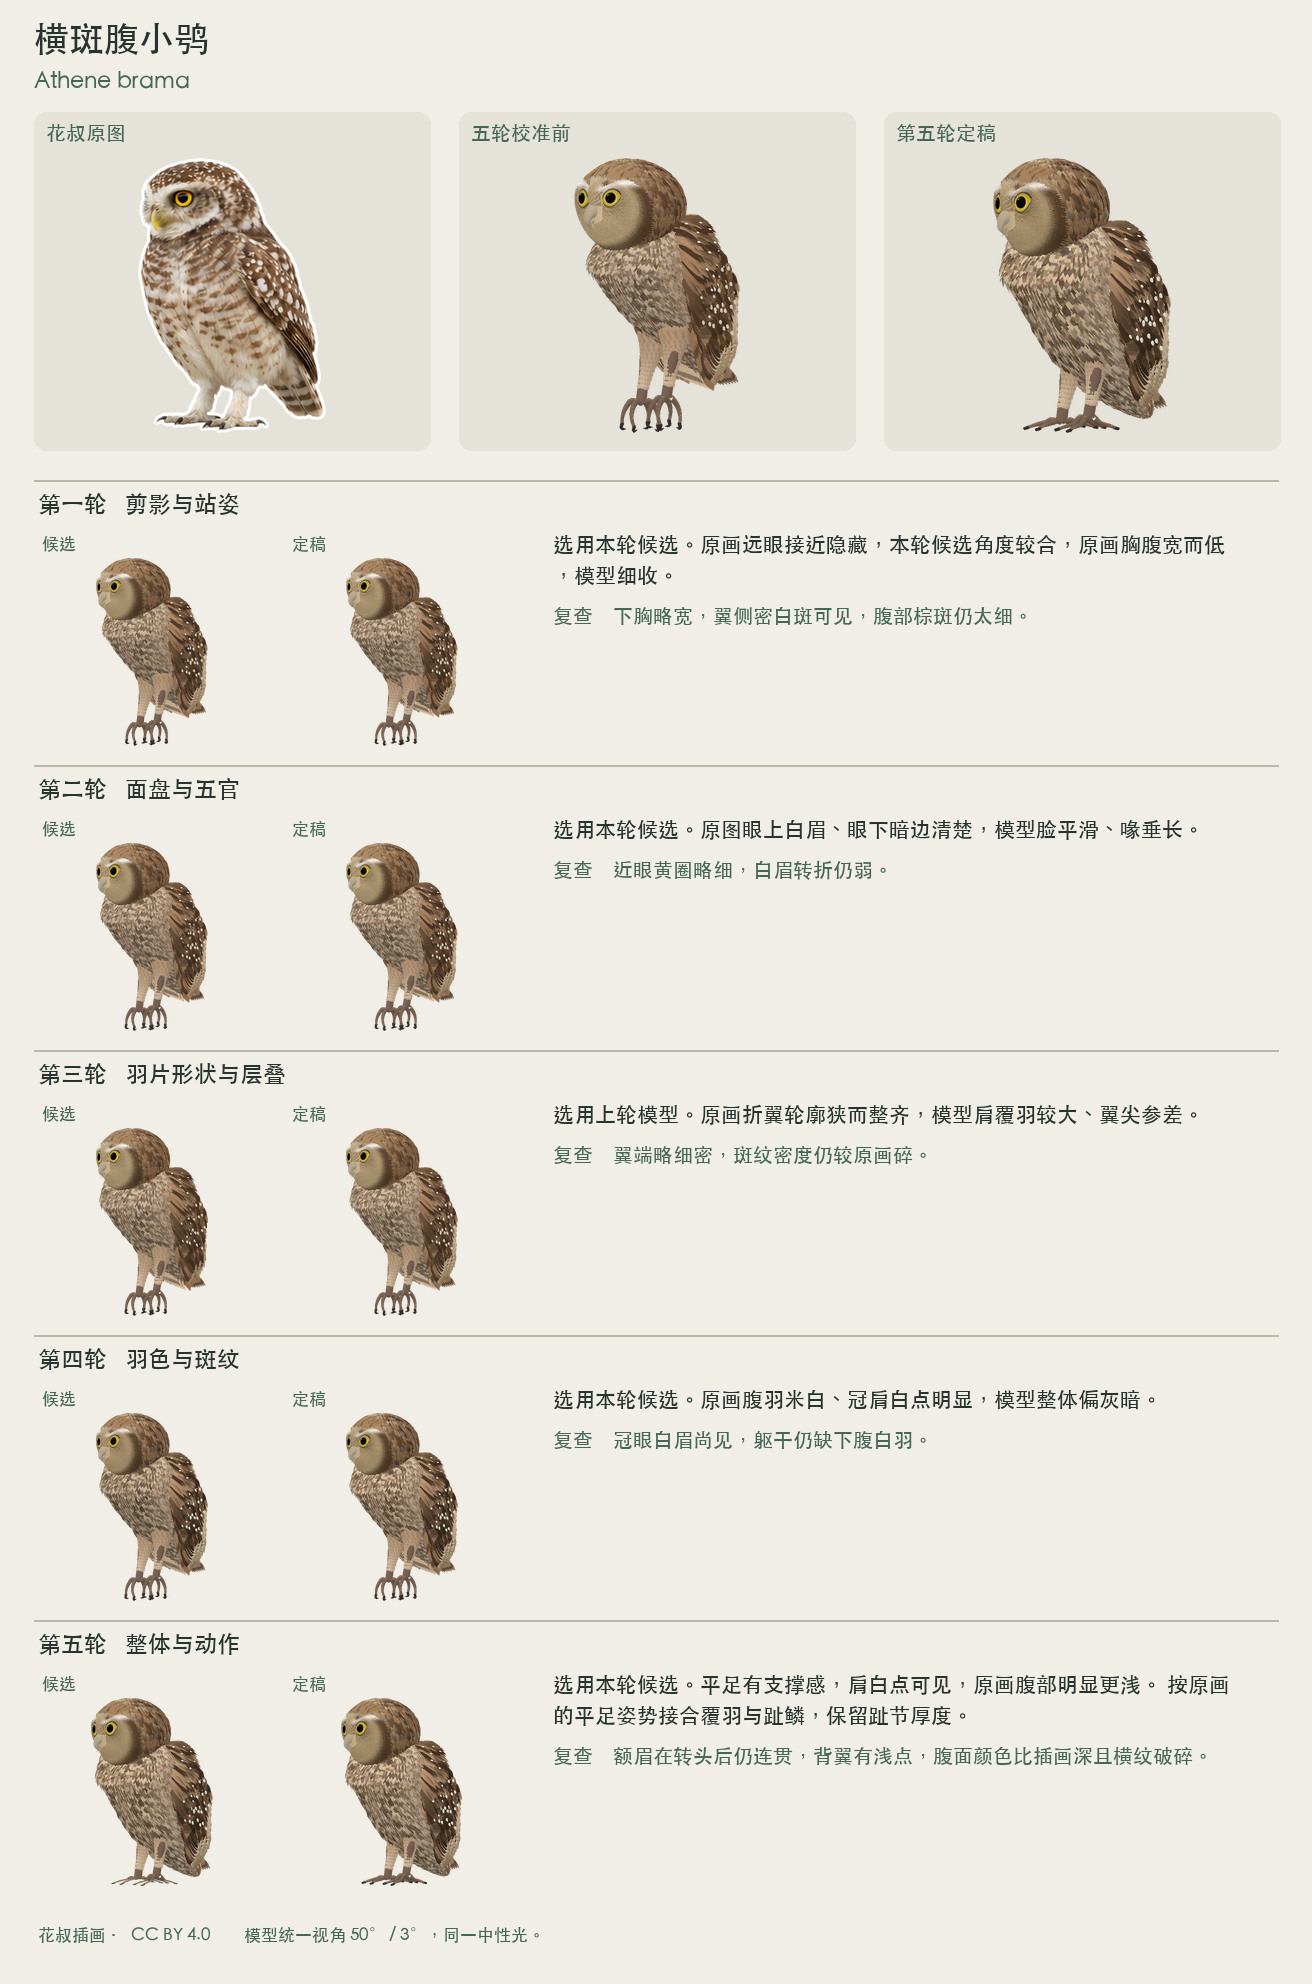 横斑腹小鸮
Athene brama
花叔原图
五轮校准前
第五轮定稿
第一轮 剪影与站姿
候选
定稿
选用本轮候选。原画远眼接近隐藏，本轮候选角度较合，原画胸腹宽而低
，模型细收。
复查 下胸略宽，翼侧密白斑可见，腹部棕斑仍太细。
第二轮 面盘与五官
候选
定稿
选用本轮候选。原图眼上白眉、眼下暗边清楚，模型脸平滑、喙垂长。
复查 近眼黄圈略细，白眉转折仍弱。
第三轮 羽片形状与层叠
候选
定稿
选用上轮模型。原画折翼轮廓狭而整齐，模型肩覆羽较大、翼尖参差。
复查 翼端略细密，斑纹密度仍较原画碎。
第四轮 羽色与斑纹
候选
定稿
选用本轮候选。原画腹羽米白、冠肩白点明显，模型整体偏灰暗。
复查 冠眼白眉尚见，躯干仍缺下腹白羽。
第五轮 整体与动作
候选
定稿
选用本轮候选。平足有支撑感，肩白点可见，原画腹部明显更浅。 按原画
的平足姿势接合覆羽与趾鳞，保留趾节厚度。
复查 额眉在转头后仍连贯，背翼有浅点，腹面颜色比插画深且横纹破碎。
花叔插画 · CC BY 4.0 模型统一视角 50° / 3°，同一中性光。